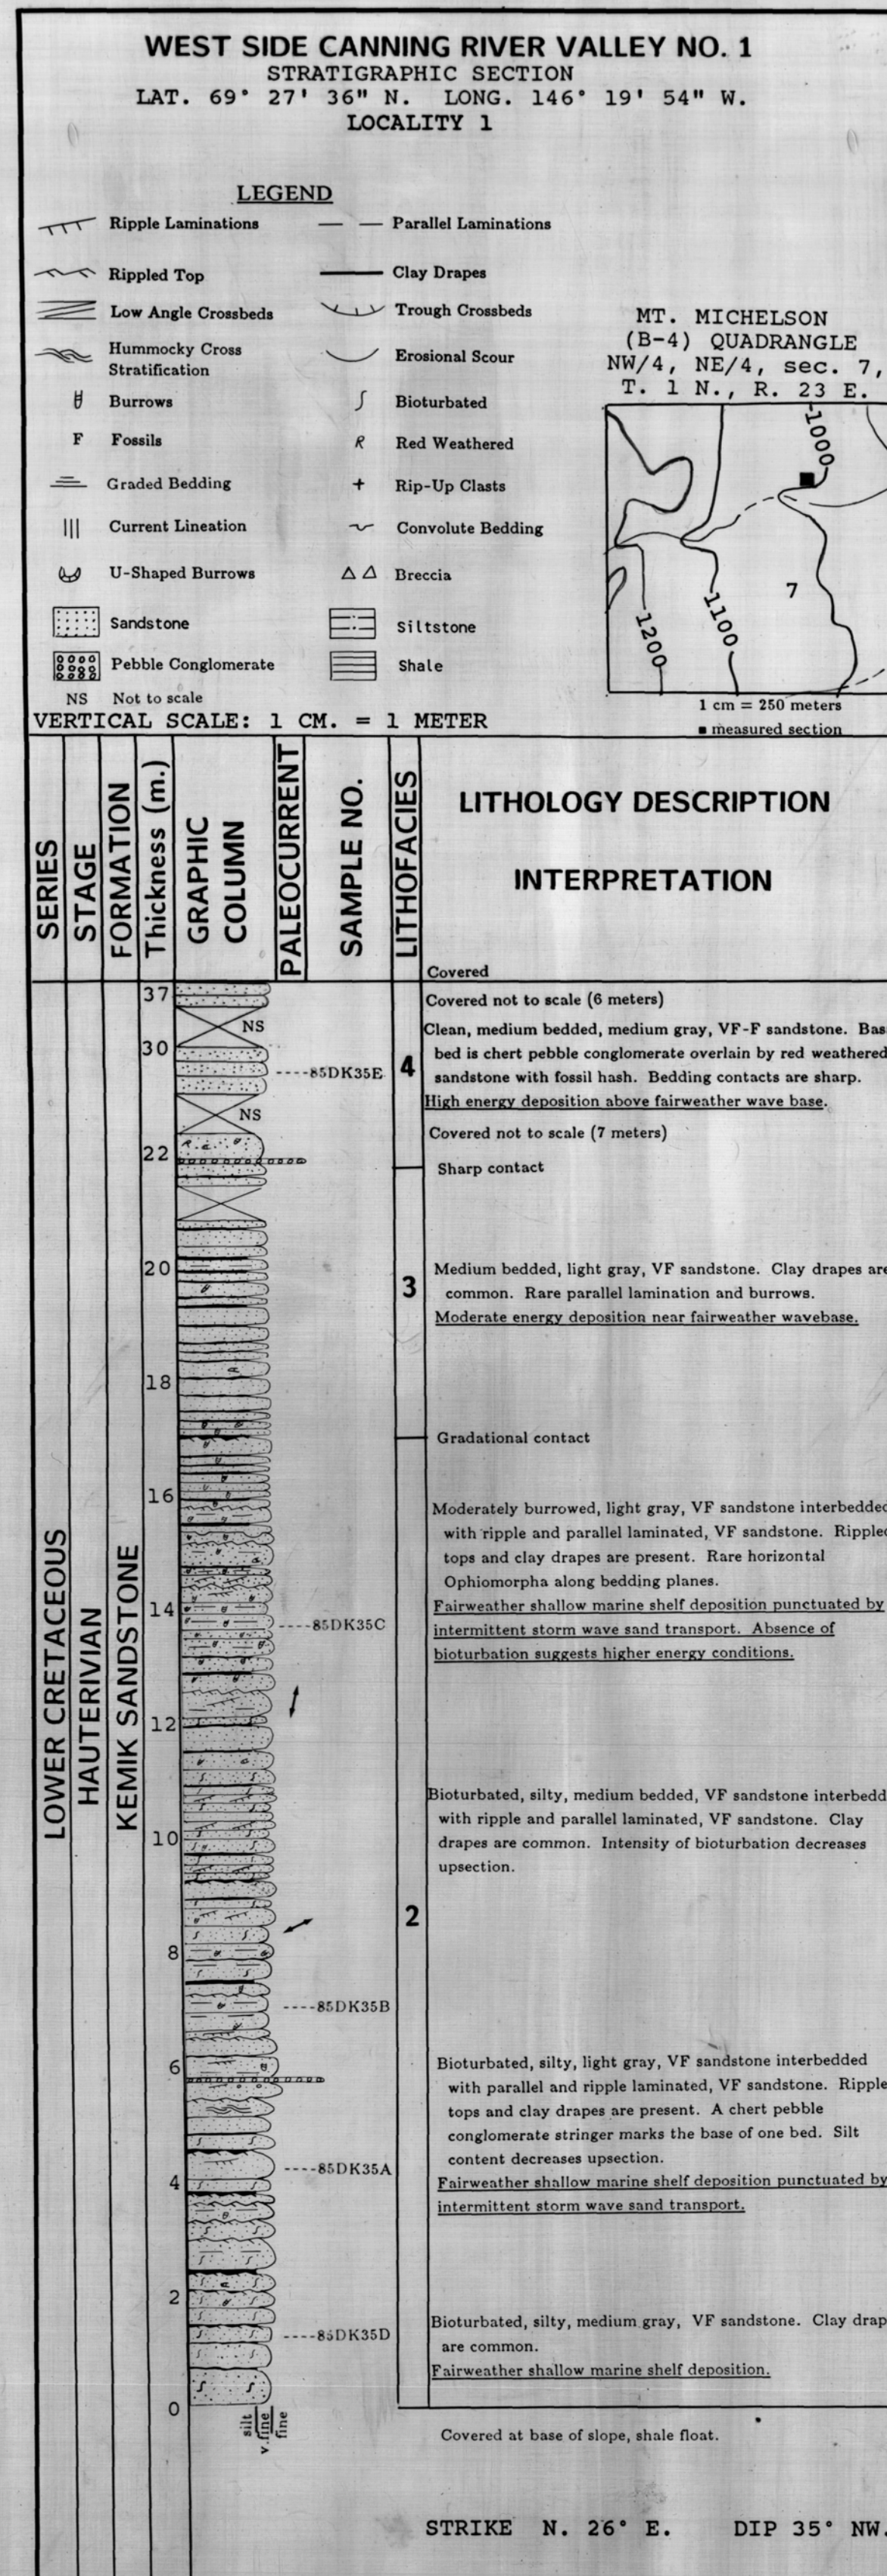 WEST SIDE CANNING RIVER VALLEY NO. 1
STRATIGRAPHIC SECTION
LAT. 69° 27' 36" N. LONG. 146° 19' 54" W.
LOCALITY 1
LEGEND
Ripple Laminations
Parallel Laminations
Rippled Top
Clay Drapes
Low Angle Crossbeds
Trough Crossbeds
Hummocky Cross
Stratification
Erosional Scour
Burrows
Bioturbated
F Fossils
R Red Weathered
Graded Bedding
+ Rip-Up Clasts
Current Lineation
Convolute Bedding
U-Shaped Burrows
Breccia
Sandstone
Siltstone
Pebble Conglomerate
Shale
NS Not to scale
VERTICAL SCALE: 1 CM. = 1 METER
MT. MICHELSON
(B-4) QUADRANGLE
NW/4, NE/4, sec. 7,
T. 1 N., R. 23 E.
1000
7
1100
1200
1 cm = 250 meters
■ measured section
SERIES
STAGE
FORMATION
Thickness (m.)
GRAPHIC
COLUMN
PALEOCURRENT
SAMPLE NO.
LITHOFACIES
LITHOLOGY DESCRIPTION
INTERPRETATION
Covered
37
Covered not to scale (6 meters)
NS
30
Clean, medium bedded, medium gray, VF-F sandstone. Bas
bed is chert pebble conglomerate overlain by red weathered
sandstone with fossil hash. Bedding contacts are sharp.
High energy deposition above fairweather wave base.
----85DK35E
4
NS
Covered not to scale (7 meters)
22
Sharp contact
20
3
Medium bedded, light gray, VF sandstone. Clay drapes are
common. Rare parallel lamination and burrows.
Moderate energy deposition near fairweather wavebase.
18
Gradational contact
16
Moderately burrowed, light gray, VF sandstone interbedded
with ripple and parallel laminated, VF sandstone. Ripple
tops and clay drapes are present. Rare horizontal
Ophiomorpha along bedding planes.
Fairweather shallow marine shelf deposition punctuated by
intermittent storm wave sand transport. Absence of
bioturbation suggests higher energy conditions.
14
----85DK35C
LOWER CRETACEOUS
HAUTERIVIAN
KEMIK SANDSTONE
12
Bioturbated, silty, medium bedded, VF sandstone interbedd
with ripple and parallel laminated, VF sandstone. Clay
drapes are common. Intensity of bioturbation decreases
upsection.
10
2
8
----85DK35B
6
Bioturbated, silty, light gray, VF sandstone interbedded
with parallel and ripple laminated, VF sandstone. Ripple
tops and clay drapes are present. A chert pebble
conglomerate stringer marks the base of one bed. Silt
content decreases upsection.
Fairweather shallow marine shelf deposition punctuated by
intermittent storm wave sand transport.
----85DK35A
4
2
Bioturbated, silty, medium gray, VF sandstone. Clay drap
are common.
Fairweather shallow marine shelf deposition.
----85DK35D
0
silt
v.fine
fine
Covered at base of slope, shale float.
STRIKE N. 26° E. DIP 35° NW.